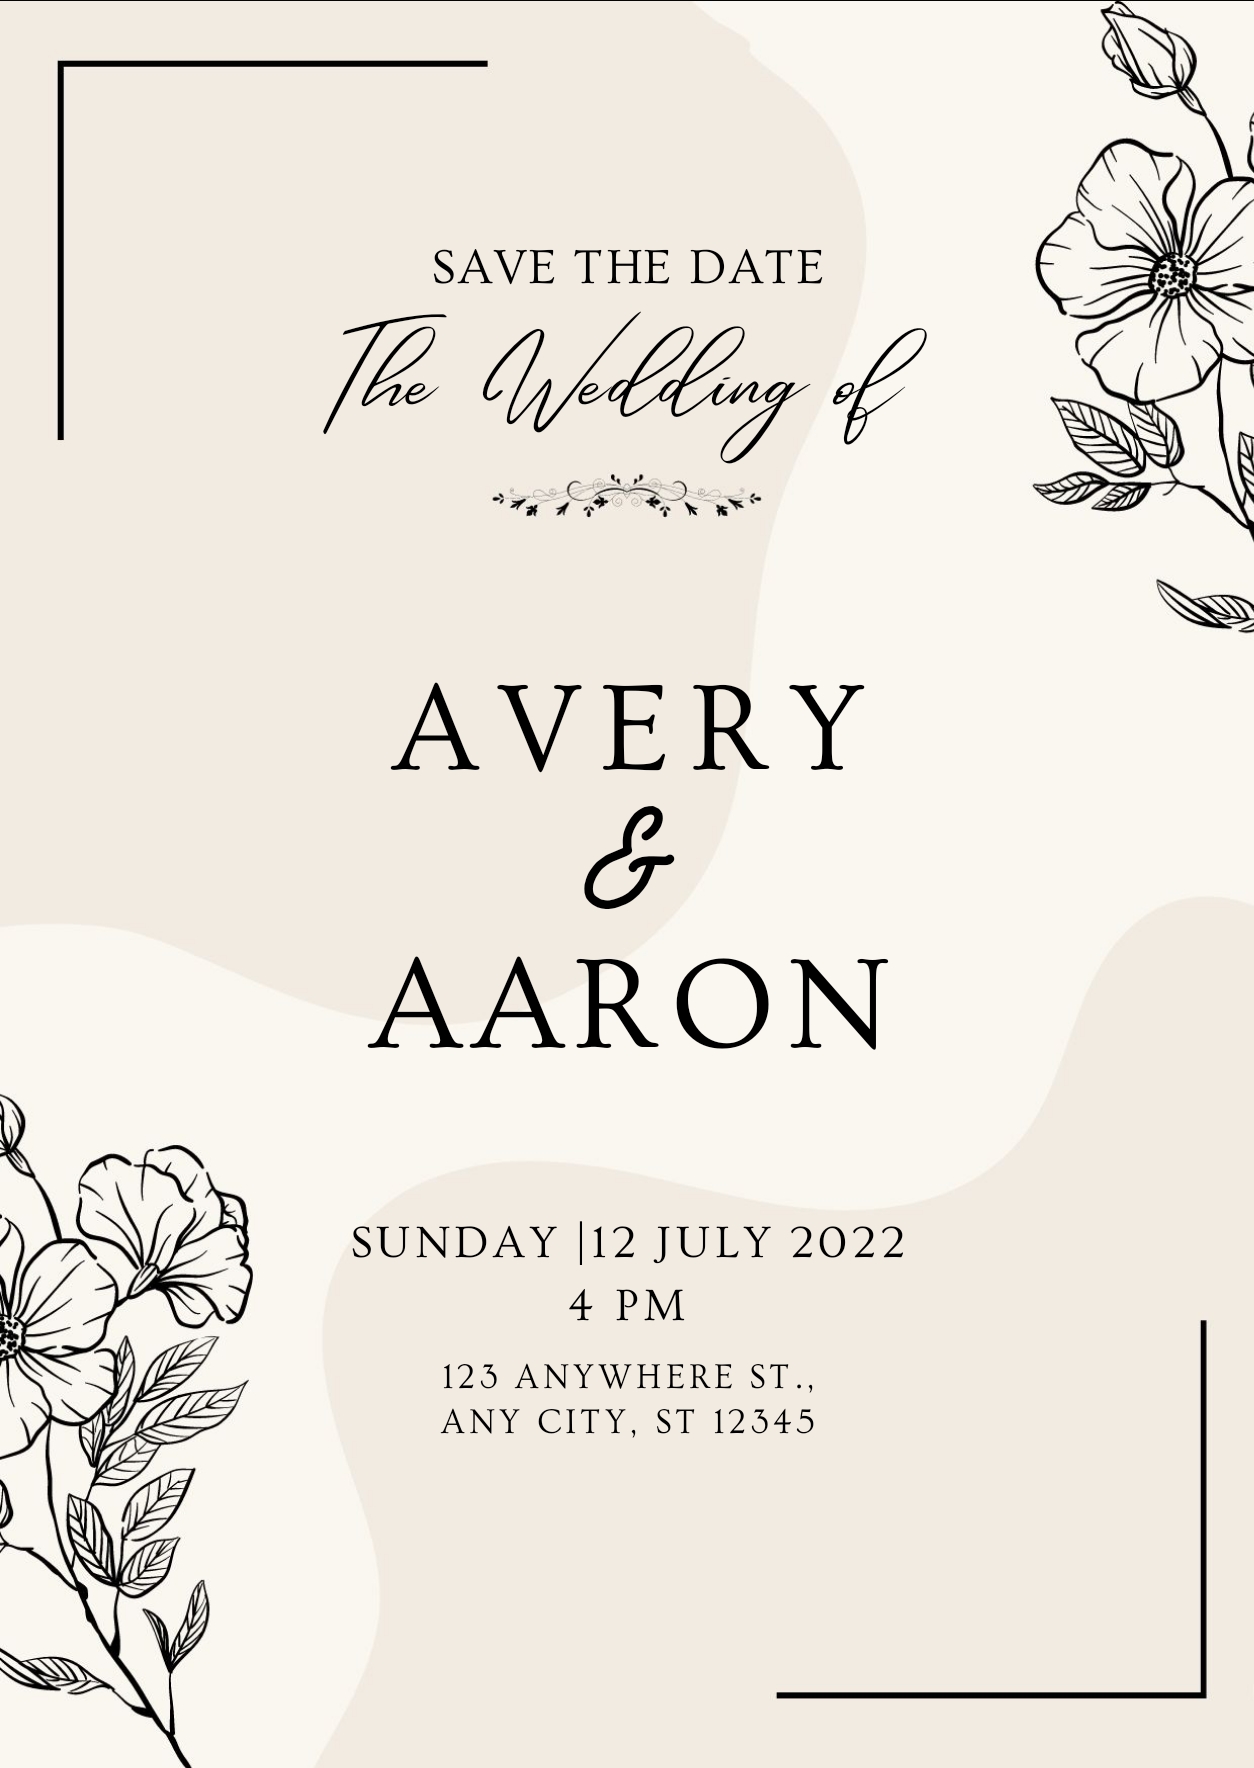 SAVE THE DATE
The Wedding of
AVERY
&
AARON
SUNDAY |12 JULY 2022
4 PM
123 ANYWHERE ST.,
ANY CITY, ST 12345